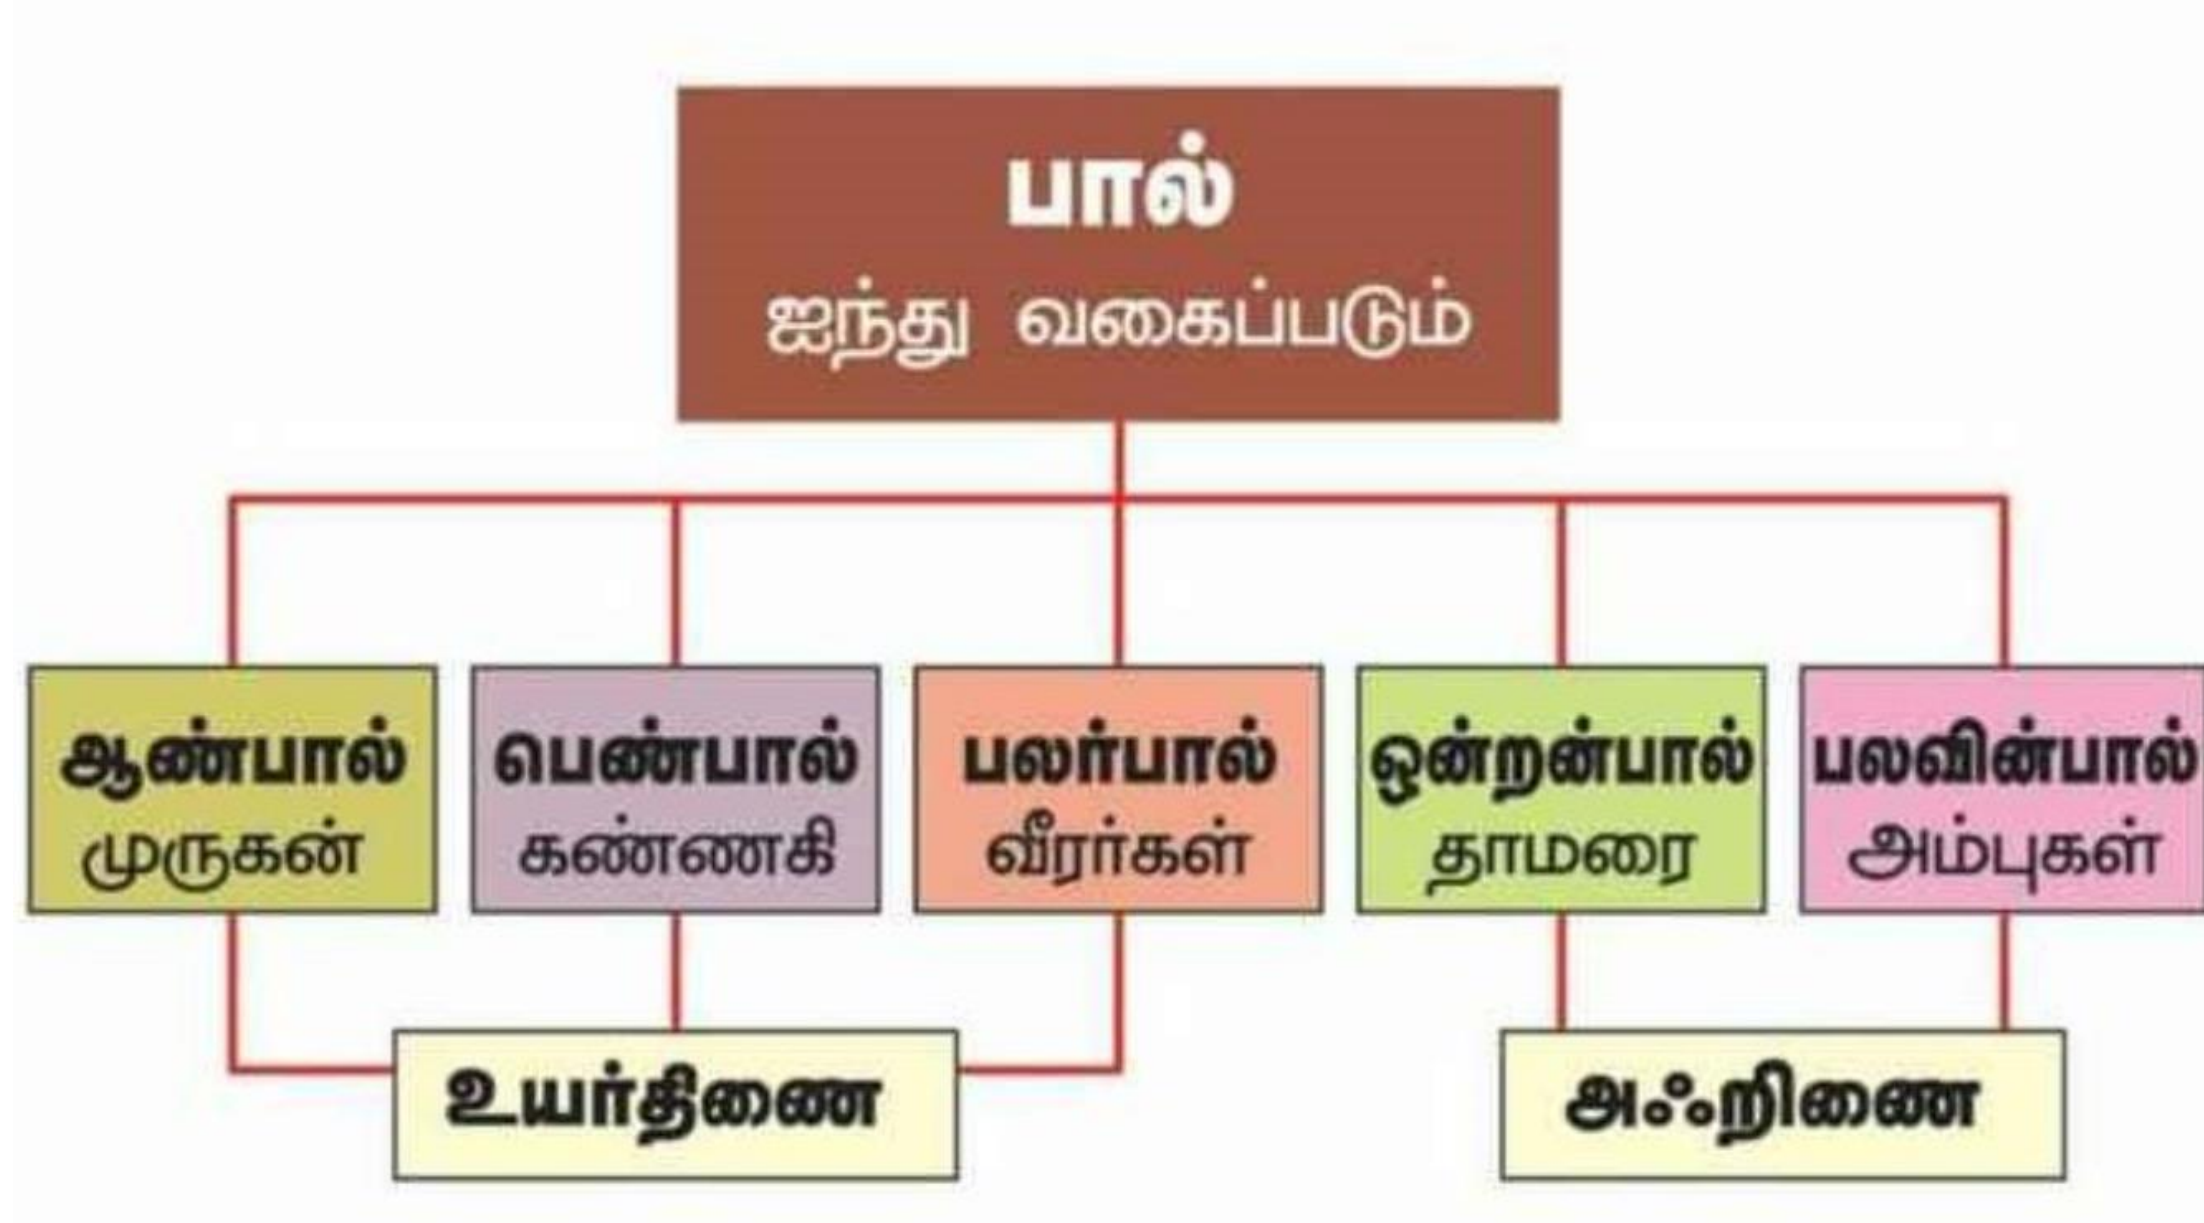 பால்
ஐந்து வகைப்படும்
ஆண்பால்
முருகன்
பெண்பால்
கண்ணகி
பலர்பால்
வீரர்கள்
ஒன்றன்பால்
தாமரை
பலவின்பால்
அம்புகள்
உயர்திணை
அஃறிணை